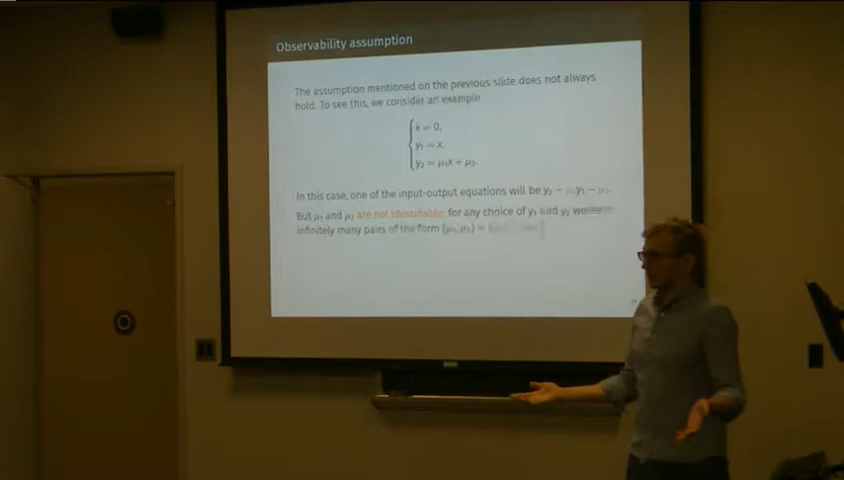 Observability assumption
The assumption mentioned on the previous slide does not always
hold. To see this, we consider an example
ẋ = 0,
y₁ = x,
y₂ = μ₁x + μ₂.
In this case, one of the input-output equations will be y₂ − μ₁y₁ − μ₂.
But μ₁ and μ₂ are not identifiable: for any choice of y₁ and y₂ we
infinitely many pairs of the form (μ₁, μ₂) =